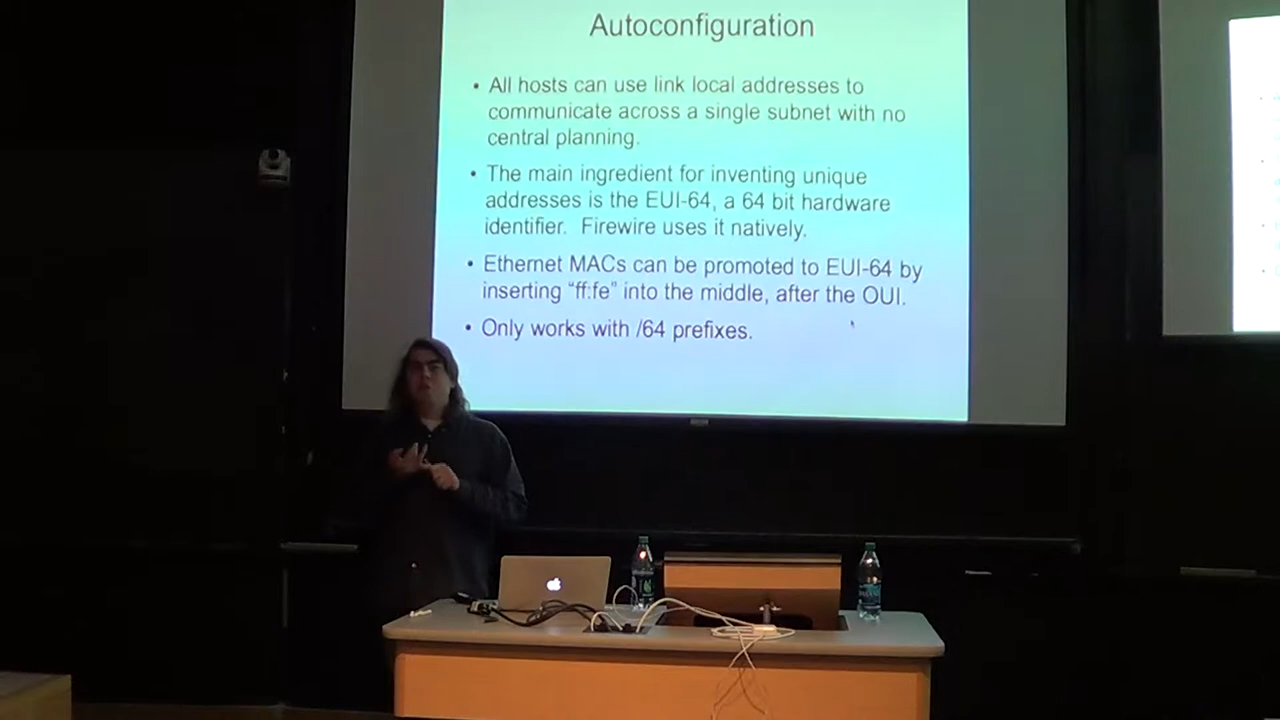 Autoconfiguration
• All hosts can use link local addresses to
communicate across a single subnet with no
central planning.
• The main ingredient for inventing unique
addresses is the EUI-64, a 64 bit hardware
identifier. Firewire uses it natively.
• Ethernet MACs can be promoted to EUI-64 by
inserting "ff:fe" into the middle, after the OUI.
• Only works with /64 prefixes.